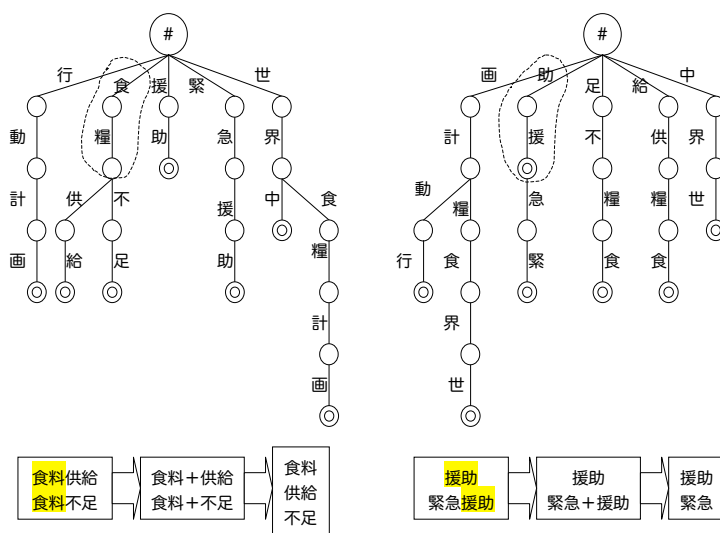 #
行 食 援 緊 世
動 糧 助 急 界
計 供 不 援 中 食
画 給 足 助 糧
計
画
#
画 助 足 給 中
計 援 不 供 界
動 糧 急 糧 糧 世
行 食 緊 食 食
界
世
食料供給
食料不足
食料+供給
食料+不足
食料
供給
不足
援助
緊急援助
援助
緊急+援助
援助
緊急